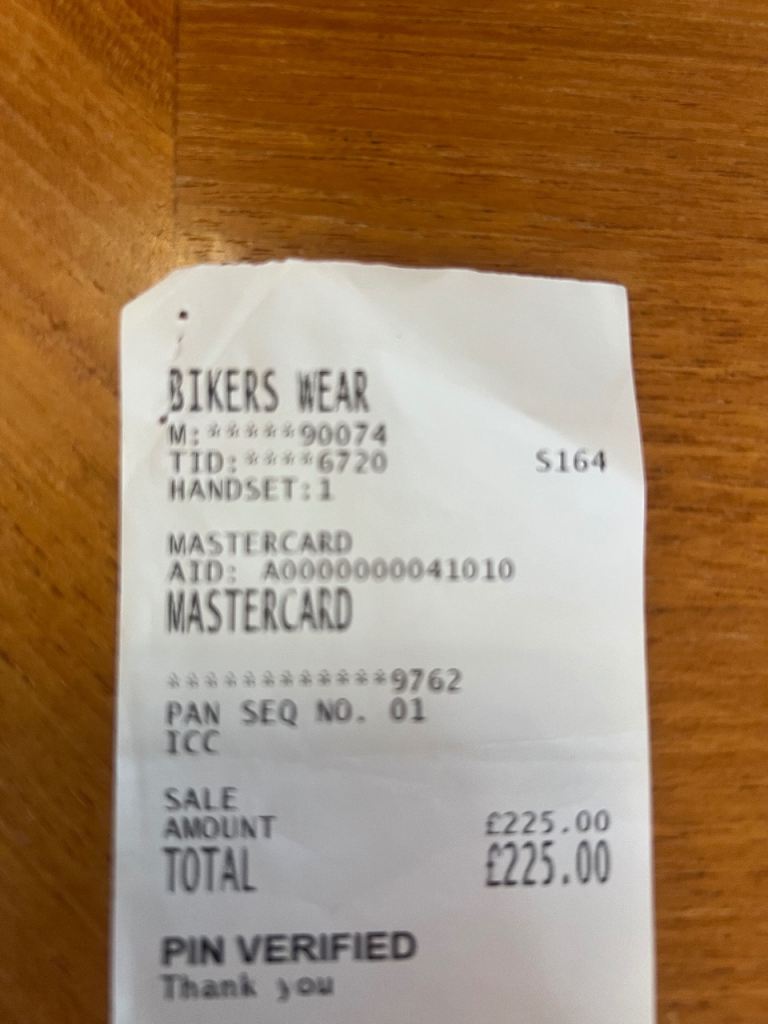 BIKERS WEAR
M:*****90074
TID:****6720 S164
HANDSET:1
MASTERCARD
AID: A0000000041010
MASTERCARD
************9762
PAN SEQ NO. 01
ICC
SALE
AMOUNT £225.00
TOTAL £225.00
PIN VERIFIED
Thank you